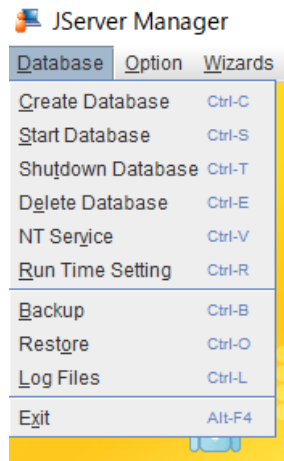 JServer Manager
Database Option Wizards
Create Database Ctrl-C
Start Database Ctrl-S
Shutdown Database Ctrl-T
Delete Database Ctrl-E
NT Service Ctrl-V
Run Time Setting Ctrl-R
Backup Ctrl-B
Restore Ctrl-O
Log Files Ctrl-L
Exit Alt-F4